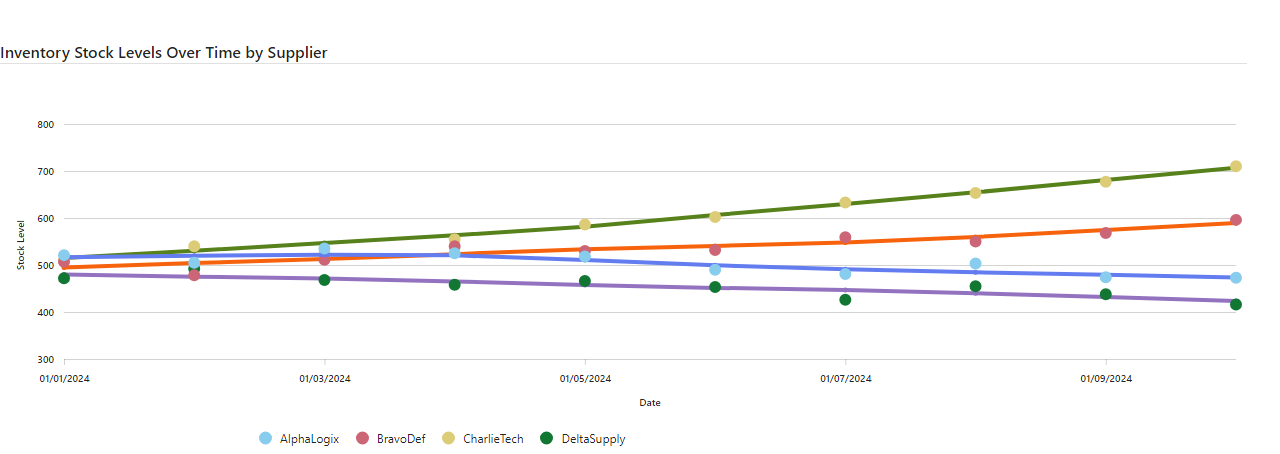 Inventory Stock Levels Over Time by Supplier
800
700
600
500
400
300
Stock Level
01/01/2024 01/03/2024 01/05/2024 01/07/2024 01/09/2024
Date
AlphaLogix BravoDef CharlieTech DeltaSupply